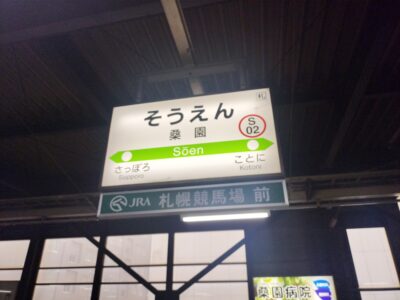 札
そうえん
桑園
S
02
Sōen
さっぽろ
Sapporo
ことに
Kotoni
JRA 札幌競馬場 前
桑園病院